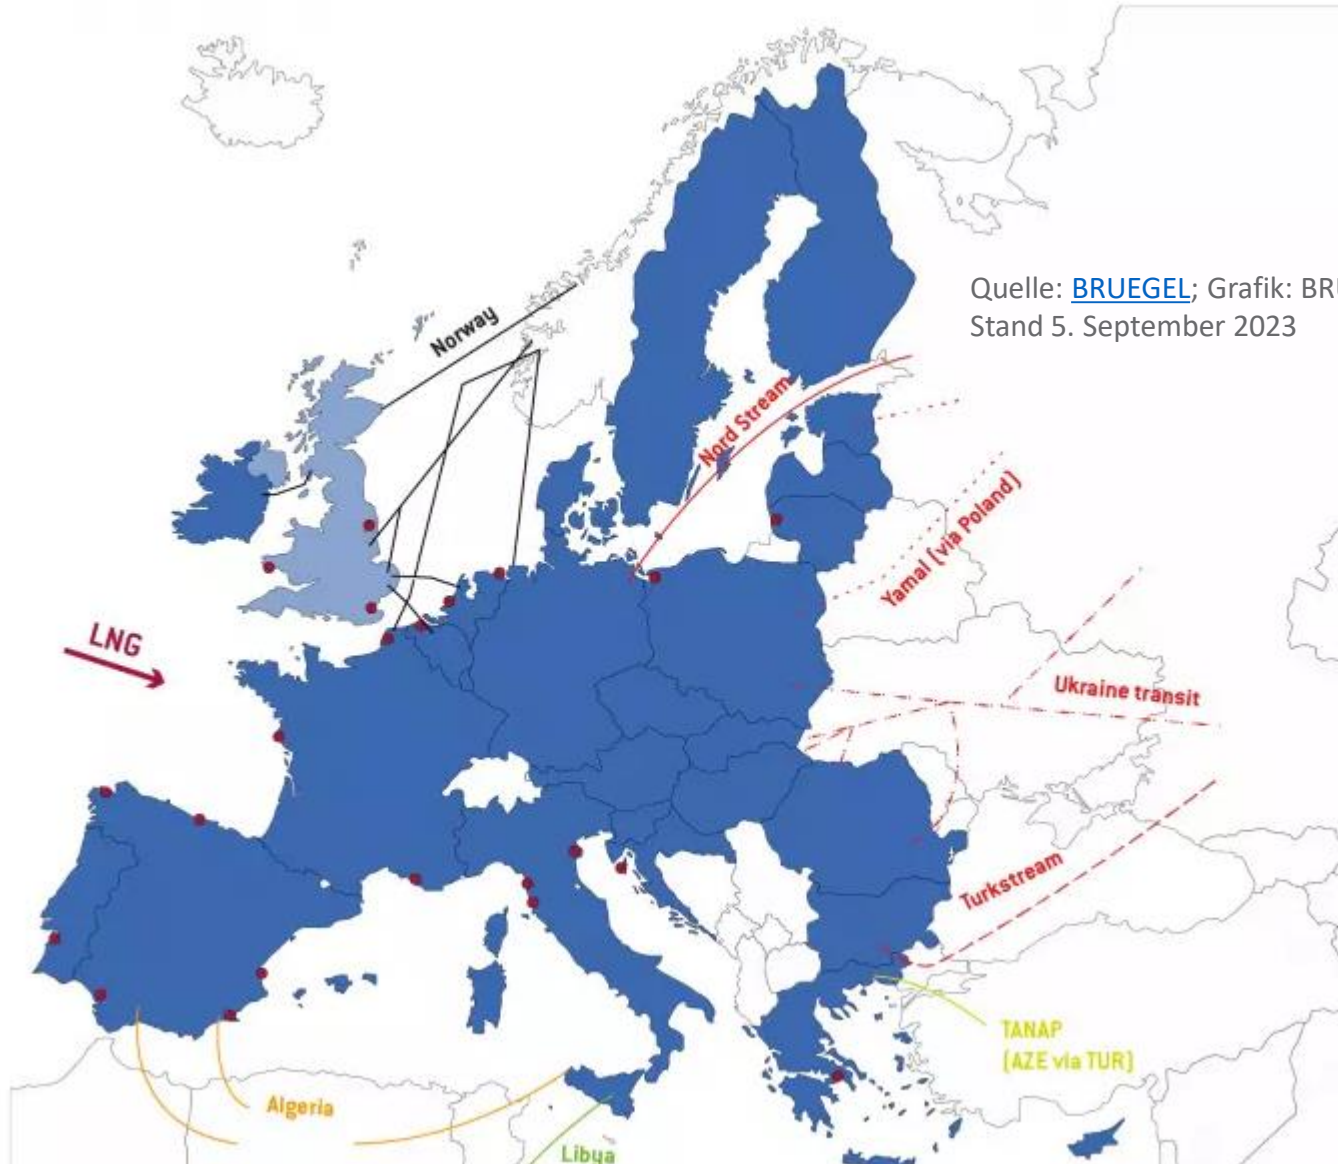 Quelle: BRUEGEL; Grafik: BRU
Stand 5. September 2023
Norway
Nord Stream
Yamal (via Poland)
LNG
Ukraine transit
Turkstream
TANAP
(AZE via TUR)
Algeria
Libya